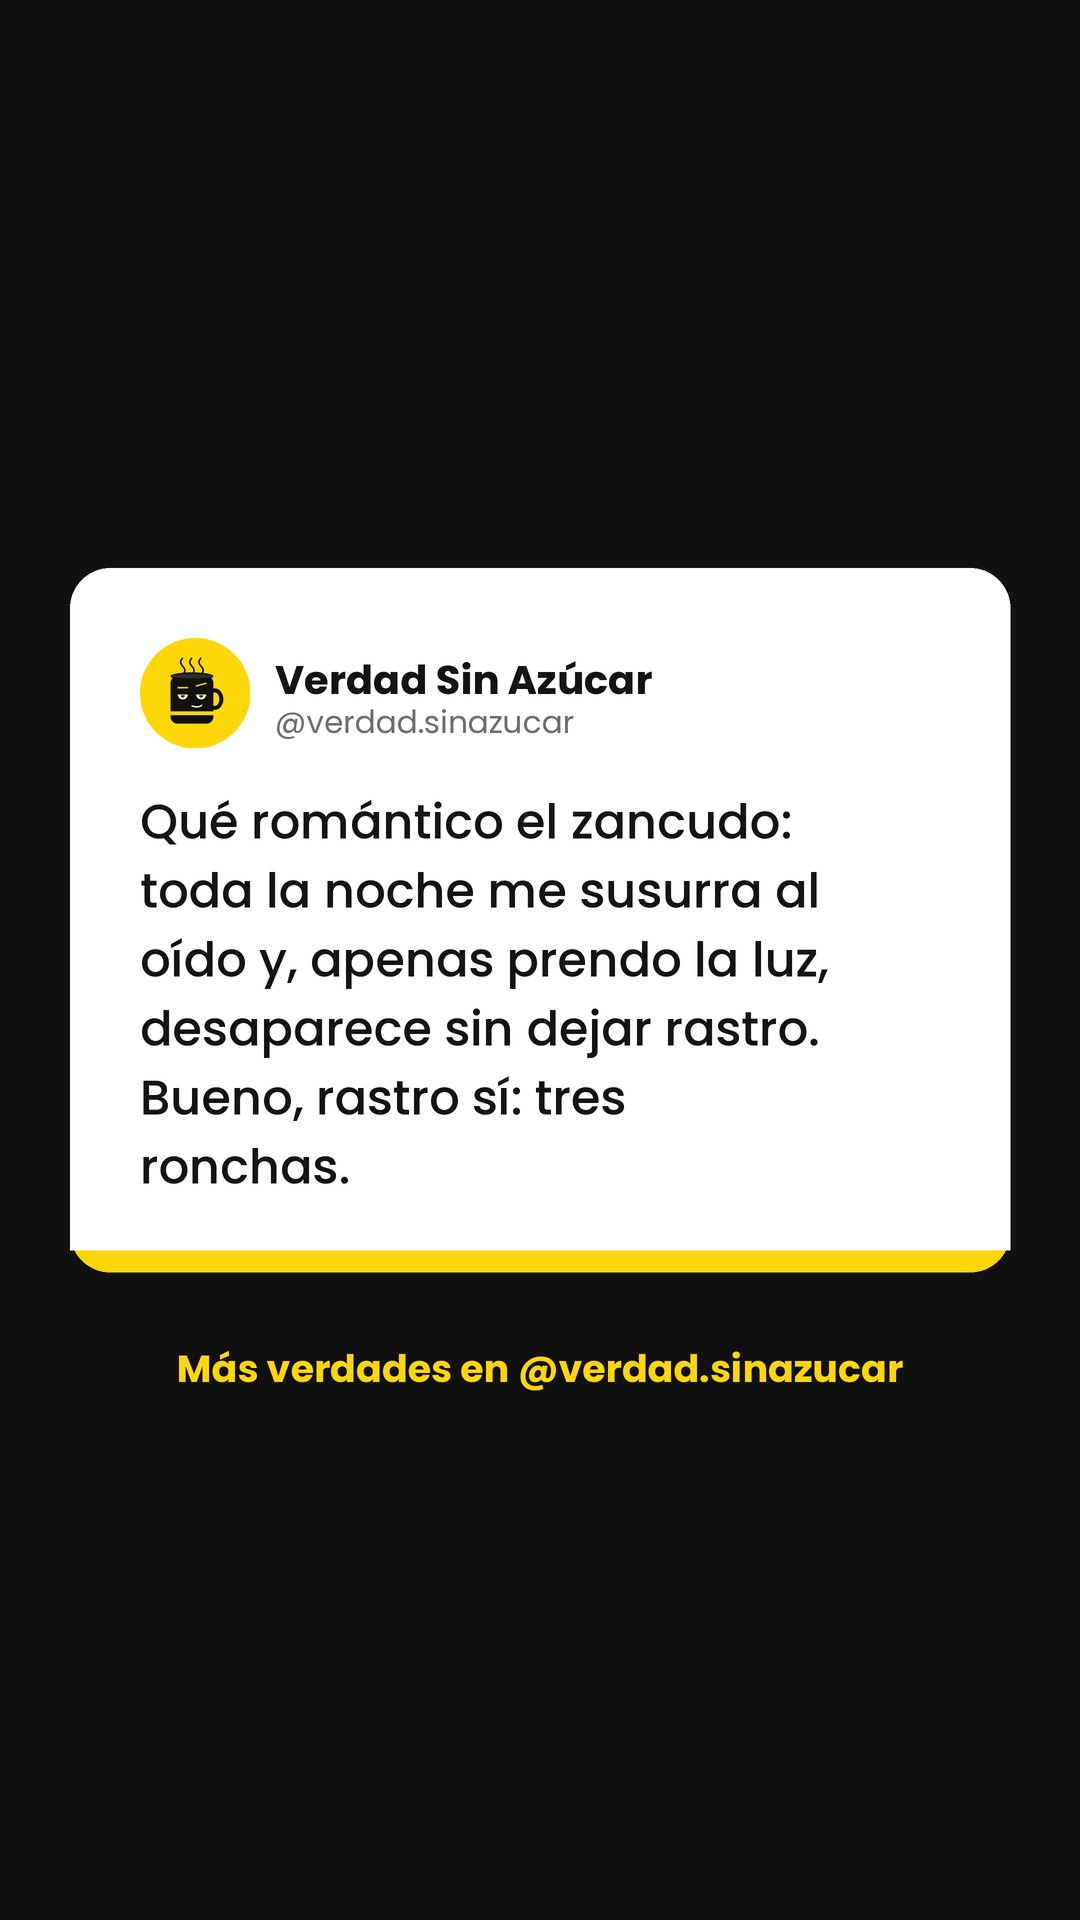 Verdad Sin Azúcar
@verdad.sinazucar
Qué romántico el zancudo:
toda la noche me susurra al
oído y, apenas prendo la luz,
desaparece sin dejar rastro.
Bueno, rastro sí: tres
ronchas.
Más verdades en @verdad.sinazucar